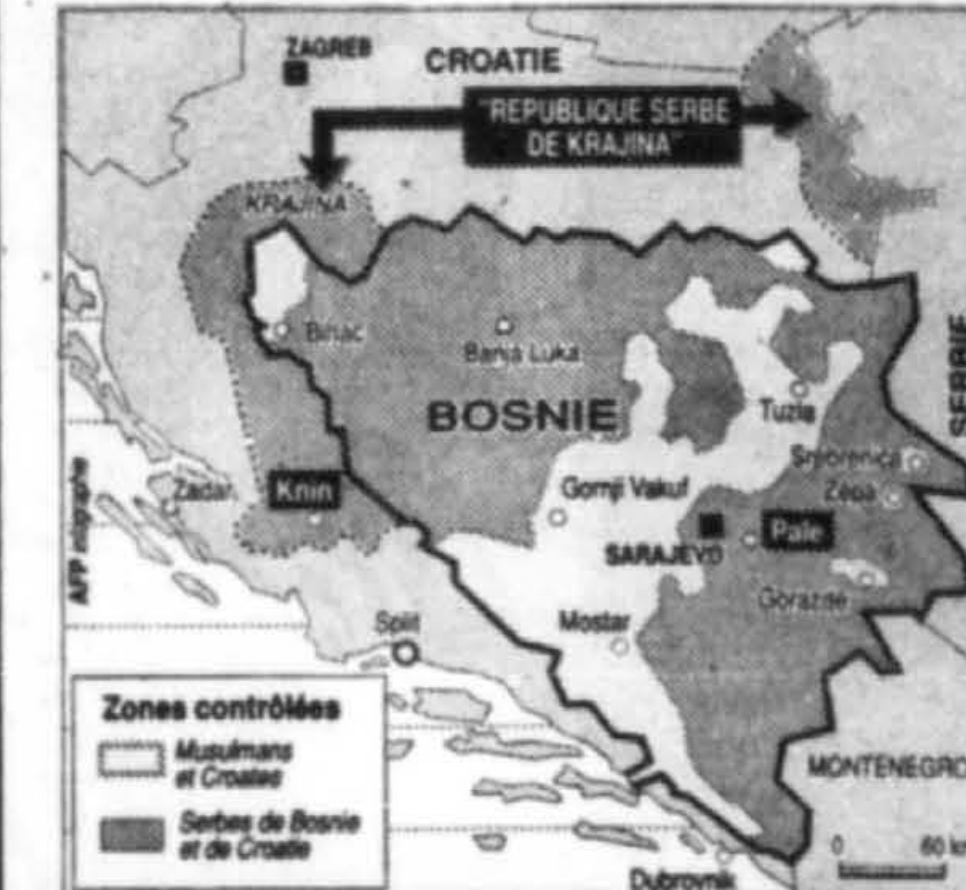 ZAGREB
CROATIE
"REPUBLIQUE SERBE
DE KRAJINA"
KRAJINA
Bihac
Banja Luka
BOSNIE
SERBIE
Tuzla
Srebrenica
Zepa
Gornji Vakuf
Zadar
Knin
SARAJEVO
Pale
Gorazde
AFP infographie
Mostar
Split
Zones contrôlées
Musulmans
et Croates
Serbes de Bosnie
et de Croatie
MONTENEGRO
0 60 km
Dubrovnik